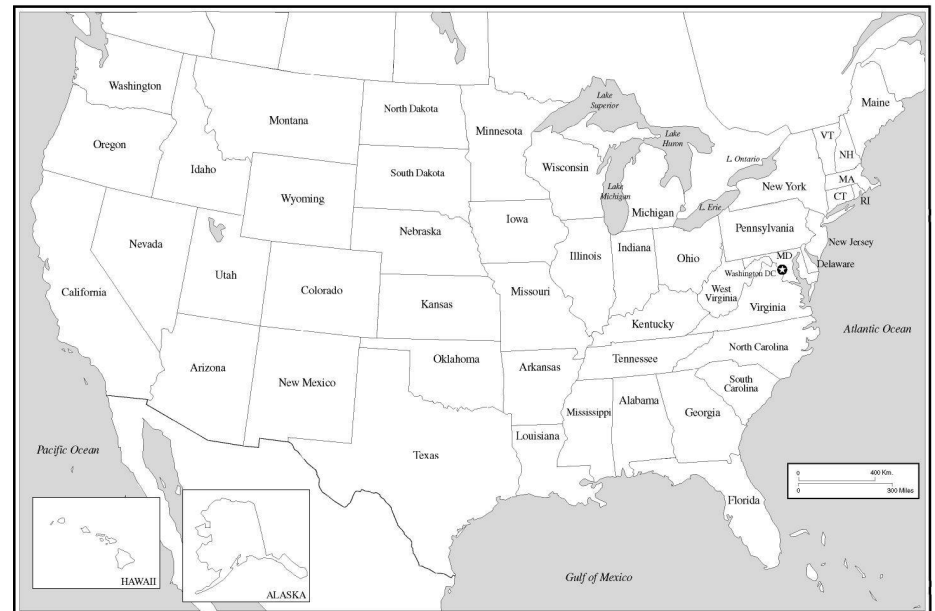 Washington
Oregon
Idaho
Montana
North Dakota
South Dakota
Wyoming
Nebraska
Minnesota
Iowa
Wisconsin
Lake
Superior
Lake
Huron
Lake
Michigan
L. Ontario
L. Erie
Michigan
Maine
VT
NH
MA
CT
RI
New York
Pennsylvania
New Jersey
MD
Delaware
Washington DC
West
Virginia
Virginia
Ohio
Indiana
Illinois
Nevada
Utah
Colorado
California
Kansas
Missouri
Kentucky
Tennessee
North Carolina
South
Carolina
Arizona
New Mexico
Oklahoma
Arkansas
Mississippi
Alabama
Georgia
Louisiana
Texas
Florida
Atlantic Ocean
Pacific Ocean
Gulf of Mexico
0 400 Km.
0 300 Miles
HAWAII
ALASKA